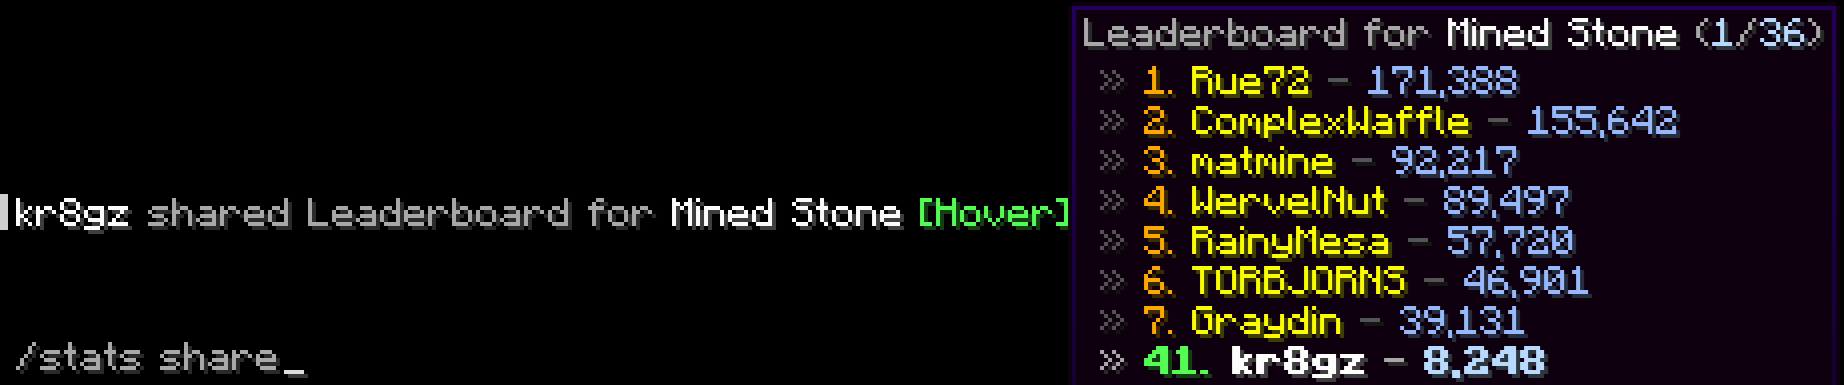 kr8gz shared Leaderboard for Mined Stone [Hover]
/stats share_
Leaderboard for Mined Stone (1/36)
» 1. Rue72 – 171,388
» 2. ComplexWaffle – 155,642
» 3. matmine – 92,217
» 4. WervelNut – 89,497
» 5. RainyMesa – 57,720
» 6. TORBJORNS – 46,901
» 7. Graydin – 39,131
» 41. kr8gz – 8,248